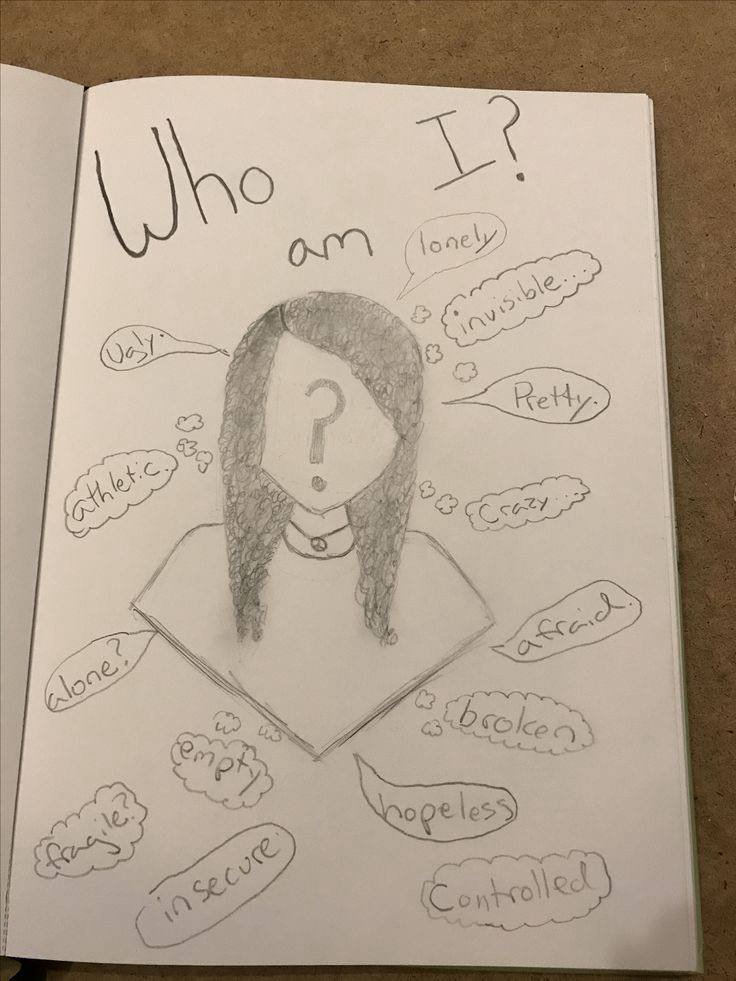 Who am I?
lonely
invisible...
Ugly.
Pretty.
athletic.
crazy...
afraid.
alone?
broken
empty
hopeless
fragile?
insecure.
Controlled
?